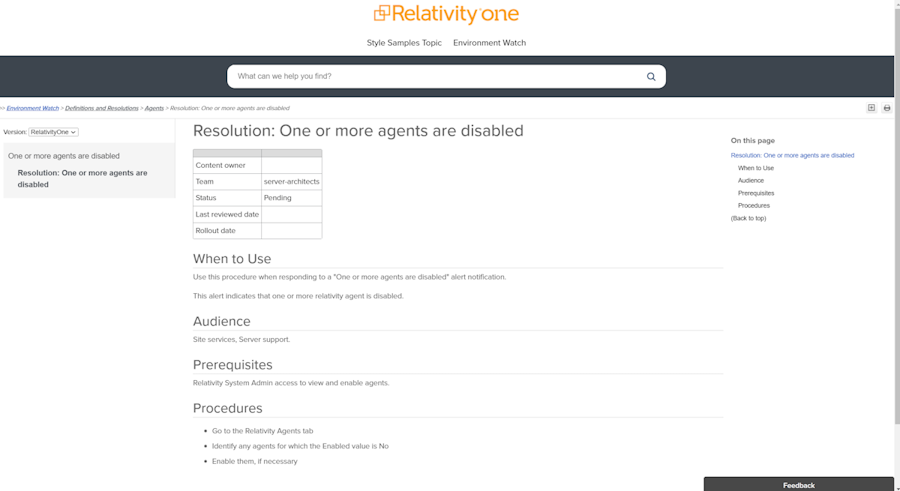 Relativity one
Style Samples Topic Environment Watch
What can we help you find?
Environment Watch > Definitions and Resolutions > Agents > Resolution: One or more agents are disabled
Version: RelativityOne
One or more agents are disabled
Resolution: One or more agents are
disabled
Resolution: One or more agents are disabled
Content owner
Team server-architects
Status Pending
Last reviewed date
Rollout date
When to Use
Use this procedure when responding to a "One or more agents are disabled" alert notification.
This alert indicates that one or more relativity agent is disabled.
Audience
Site services, Server support.
Prerequisites
Relativity System Admin access to view and enable agents.
Procedures
• Go to the Relativity Agents tab
• Identify any agents for which the Enabled value is No
• Enable them, if necessary
On this page
Resolution: One or more agents are disabled
When to Use
Audience
Prerequisites
Procedures
(Back to top)
Feedback